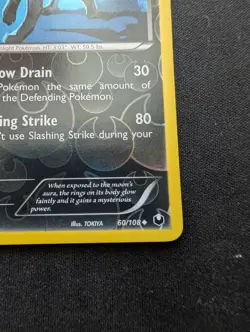 light Pokémon. HT. 3'03" WT. 59.5 lbs.
ow Drain 30
Pokémon the same amount of
the Defending Pokémon.
ing Strike 80
't use Slashing Strike during your
When exposed to the moon's
aura, the rings on its body glow
faintly and it gains a mysterious
power.
Illus. TOKIYA 60/108